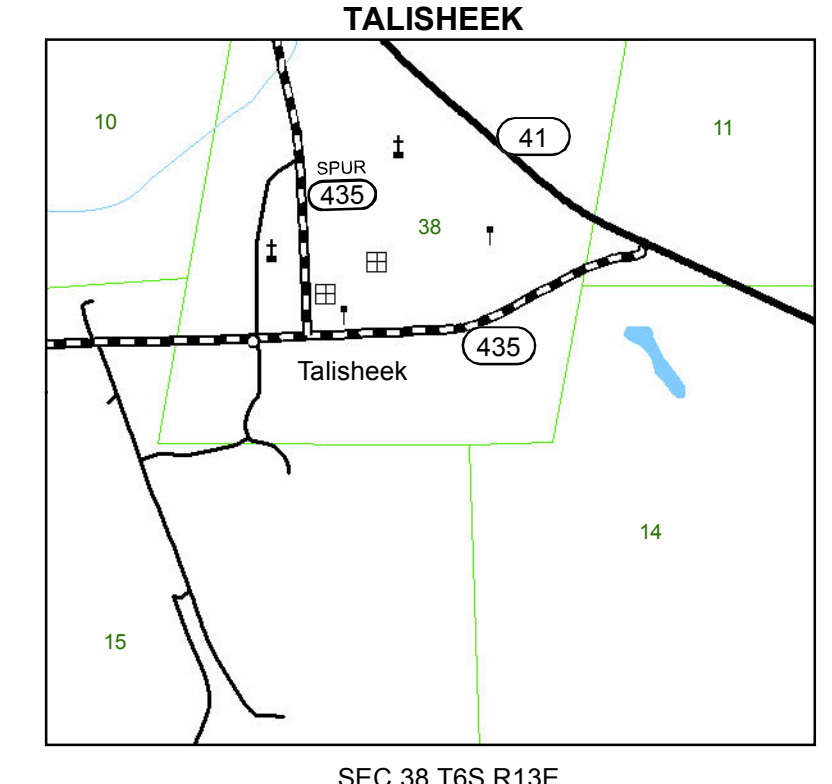 TALISHEEK
10
11
41
SPUR
435
38
435
Talisheek
14
15
SEC 38 T6S R13E